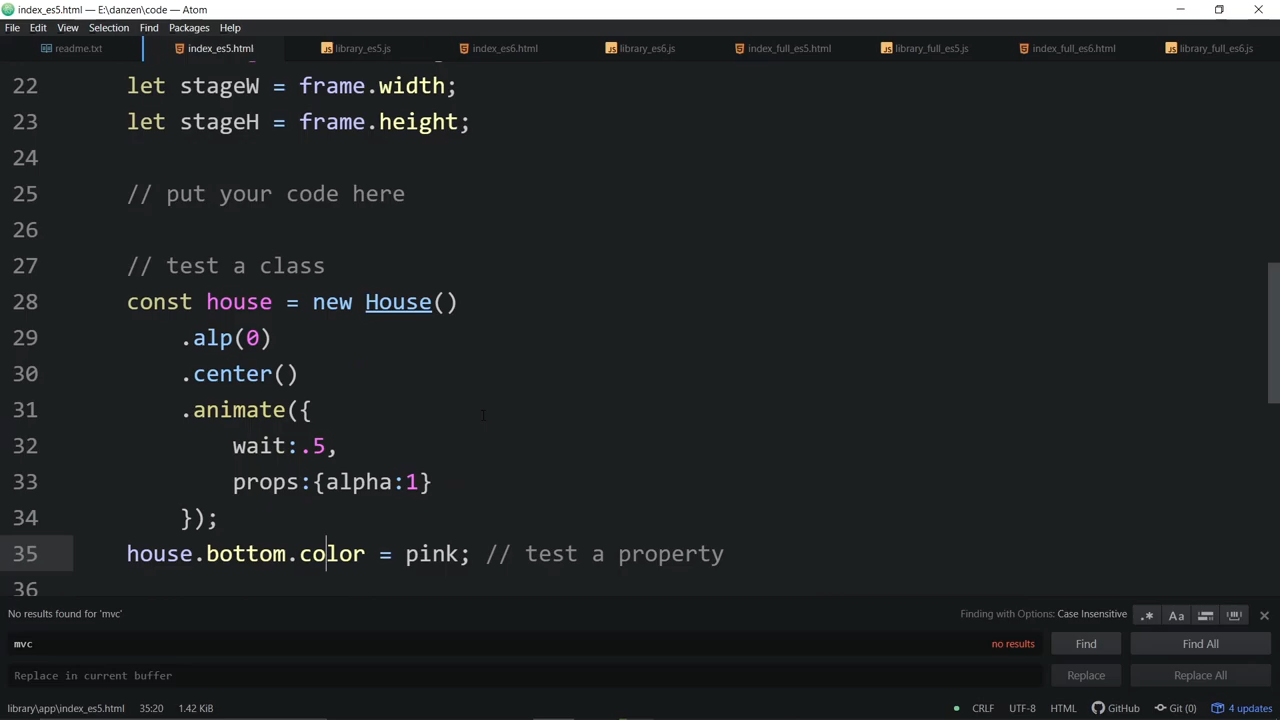 index_es5.html — E:\danzen\code — Atom
File Edit View Selection Find Packages Help
readme.txt index_es5.html library_es5.js index_es6.html library_es6.js index_full_es5.html library_full_es5.js index_full_es6.html library_full_es6.js
22 let stageW = frame.width;
23 let stageH = frame.height;
24
25 // put your code here
26
27 // test a class
28 const house = new House()
29 .alp(0)
30 .center()
31 .animate({
32 wait:.5,
33 props:{alpha:1}
34 });
35 house.bottom.color = pink; // test a property
36
No results found for 'mvc' Finding with Options: Case Insensitive .* Aa
mvc no results Find Find All
Replace in current buffer Replace Replace All
library\app\index_es5.html 35:20 1.42 KiB CRLF UTF-8 HTML GitHub Git (0) 4 updates